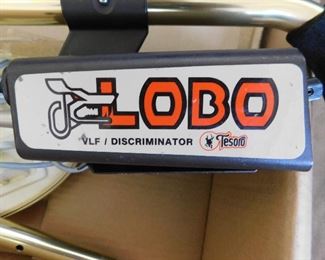 LOBO
VLF / DISCRIMINATOR Tesoro